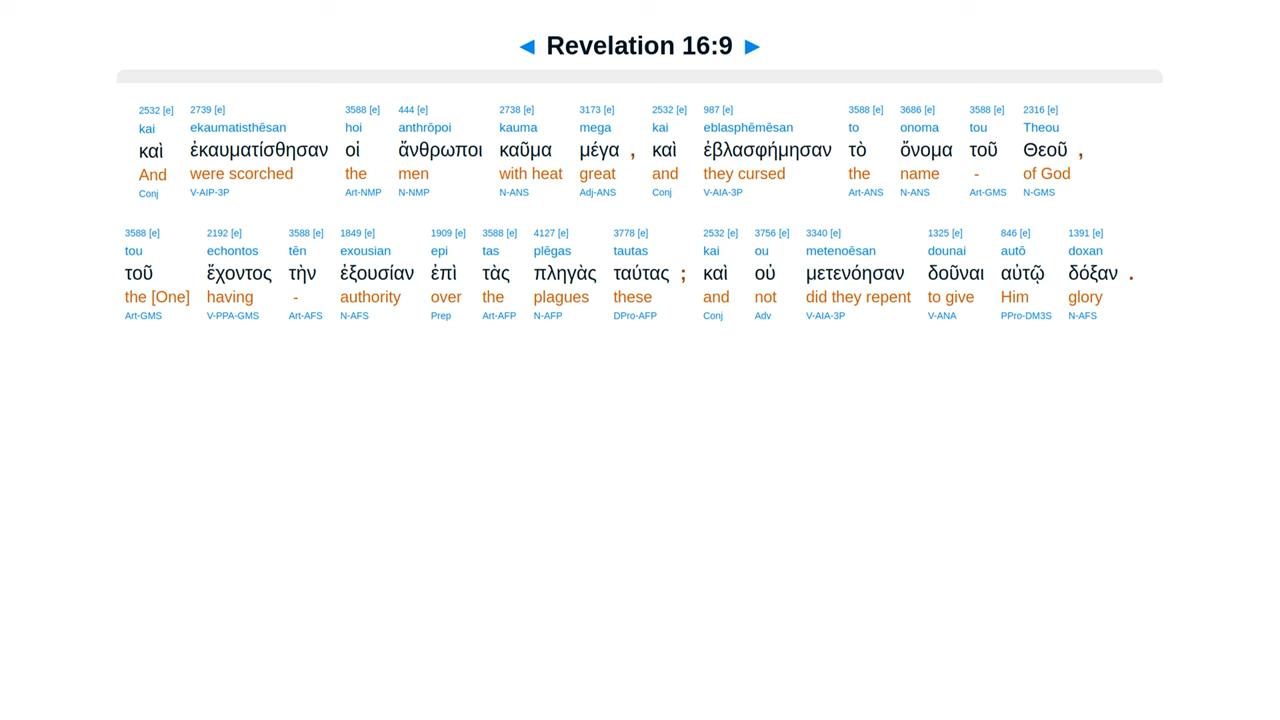 ◄ Revelation 16:9 ►
2532 [e] 2739 [e] 3588 [e] 444 [e] 2738 [e] 3173 [e] 2532 [e] 987 [e] 3588 [e] 3686 [e] 3588 [e] 2316 [e]
kai ekaumatisthēsan hoi anthrōpoi kauma mega kai eblasphēmēsan to onoma tou Theou
καὶ ἐκαυματίσθησαν οἱ ἄνθρωποι καῦμα μέγα , καὶ ἐβλασφήμησαν τὸ ὄνομα τοῦ Θεοῦ ,
And were scorched the men with heat great and they cursed the name - of God
Conj V-AIP-3P Art-NMP N-NMP N-ANS Adj-ANS Conj V-AIA-3P Art-ANS N-ANS Art-GMS N-GMS
3588 [e] 2192 [e] 3588 [e] 1849 [e] 1909 [e] 3588 [e] 4127 [e] 3778 [e] 2532 [e] 3756 [e] 3340 [e] 1325 [e] 846 [e] 1391 [e]
tou echontos tēn exousian epi tas plēgas tautas kai ou metenoēsan dounai autō doxan
τοῦ ἔχοντος τὴν ἐξουσίαν ἐπὶ τὰς πληγὰς ταύτας ; καὶ οὐ μετενόησαν δοῦναι αὐτῷ δόξαν .
the [One] having - authority over the plagues these and not did they repent to give Him glory
Art-GMS V-PPA-GMS Art-AFS N-AFS Prep Art-AFP N-AFP DPro-AFP Conj Adv V-AIA-3P V-ANA PPro-DM3S N-AFS